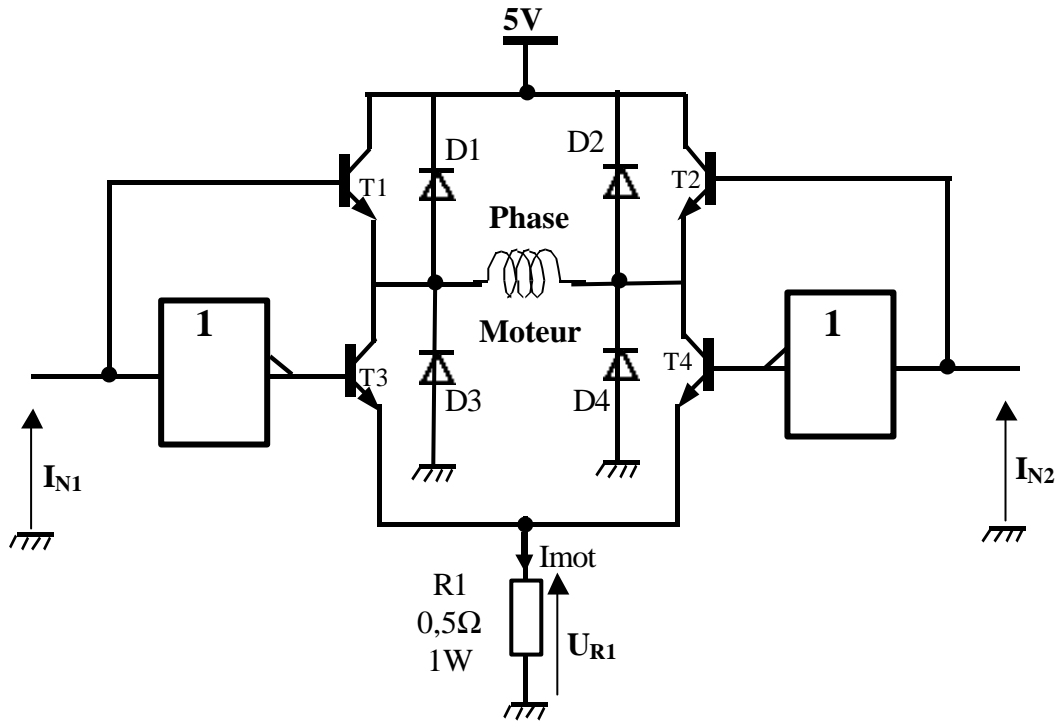 5V
D1
D2
T1
T2
Phase
1
1
Moteur
T3
T4
D3
D4
IN1
IN2
Imot
R1
0,5Ω
1W
UR1